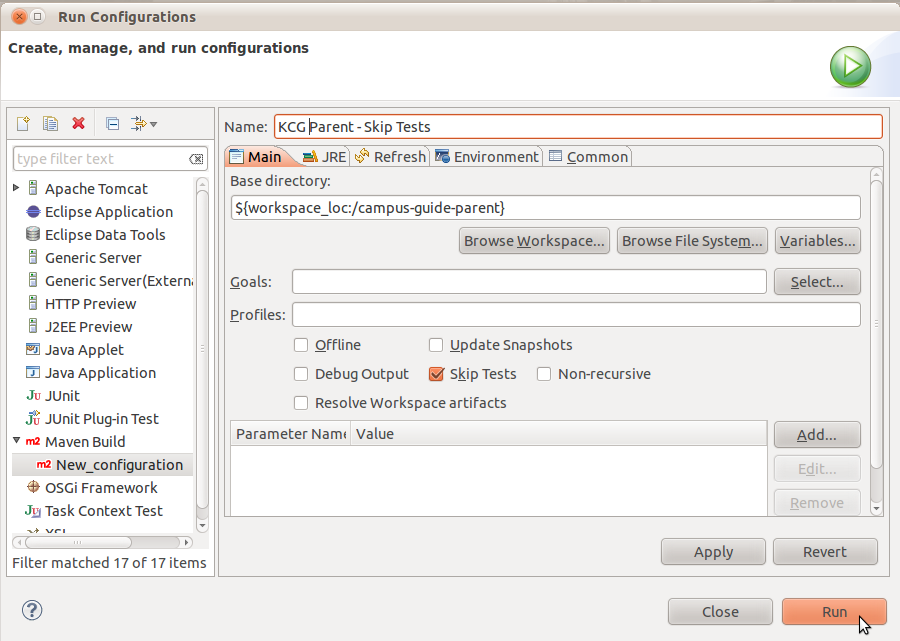 Run Configurations
Create, manage, and run configurations
type filter text
Apache Tomcat
Eclipse Application
Eclipse Data Tools
Generic Server
Generic Server(Extern
HTTP Preview
J2EE Preview
Java Applet
Java Application
JUnit
JUnit Plug-in Test
Maven Build
New_configuration
OSGi Framework
Task Context Test
XSL
Filter matched 17 of 17 items
Name: KCG Parent - Skip Tests
Main JRE Refresh Environment Common
Base directory:
${workspace_loc:/campus-guide-parent}
Browse Workspace... Browse File System... Variables...
Goals: Select...
Profiles:
Offline Update Snapshots
Debug Output Skip Tests Non-recursive
Resolve Workspace artifacts
Parameter Name Value
Add...
Edit...
Remove
Apply Revert
Close Run